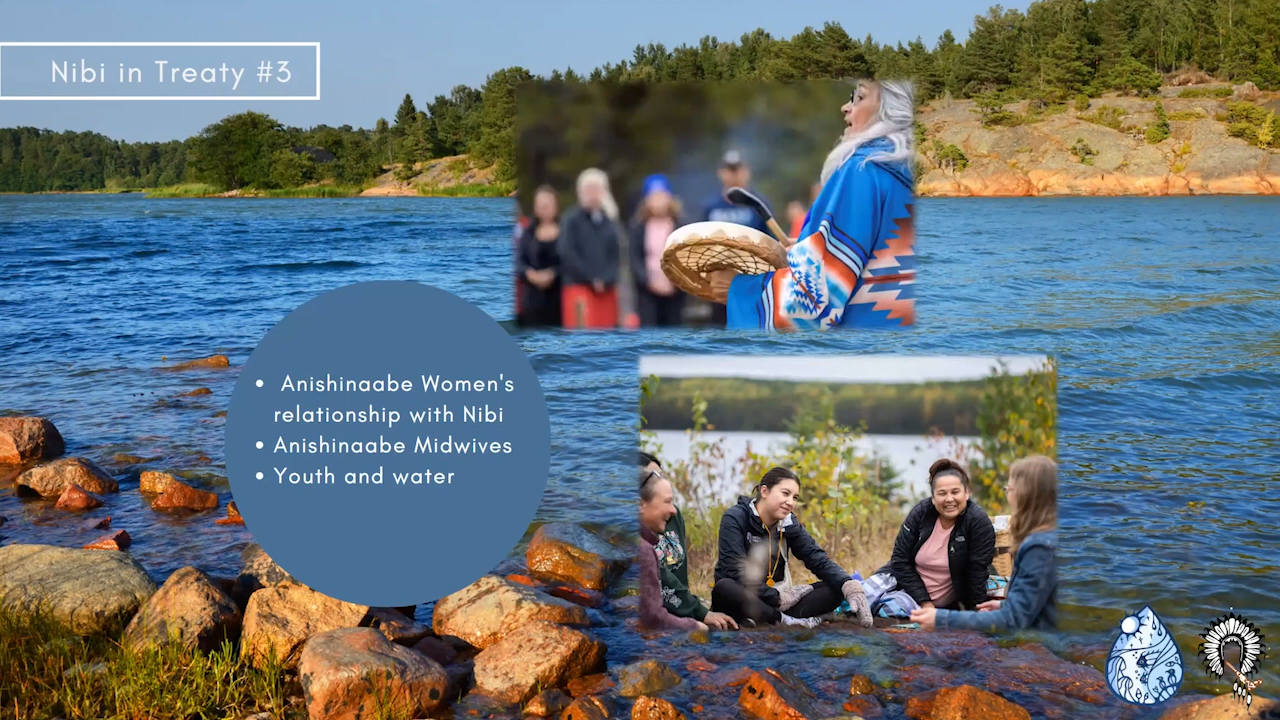 Nibi in Treaty #3
• Anishinaabe Women's
relationship with Nibi
• Anishinaabe Midwives
• Youth and water